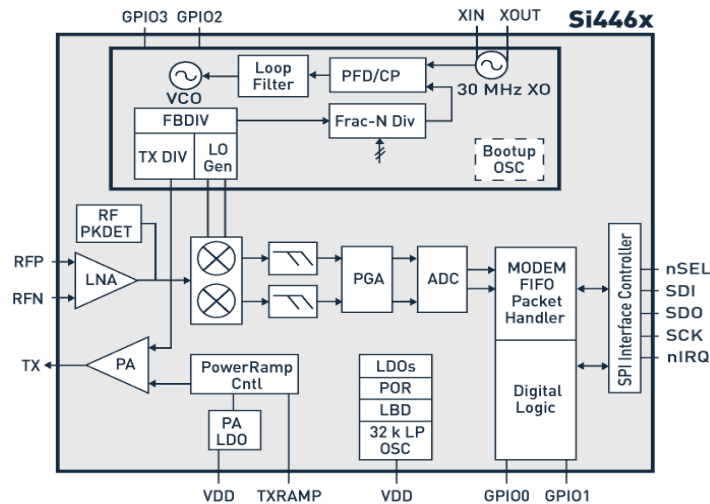 GPIO3 GPIO2
XIN XOUT
Si446x
VCO
Loop
Filter
PFD/CP
30 MHz XO
FBDIV
TX DIV
LO
Gen
Frac-N Div
Bootup
OSC
RF
PKDET
RFP
RFN
LNA
PGA
ADC
MODEM
FIFO
Packet
Handler
Digital
Logic
SPI Interface Controller
nSEL
SDI
SDO
SCK
nIRQ
TX
PA
PowerRamp
Cntl
PA
LDO
LDOs
POR
LBD
32 k LP
OSC
VDD TXRAMP VDD GPIO0 GPIO1